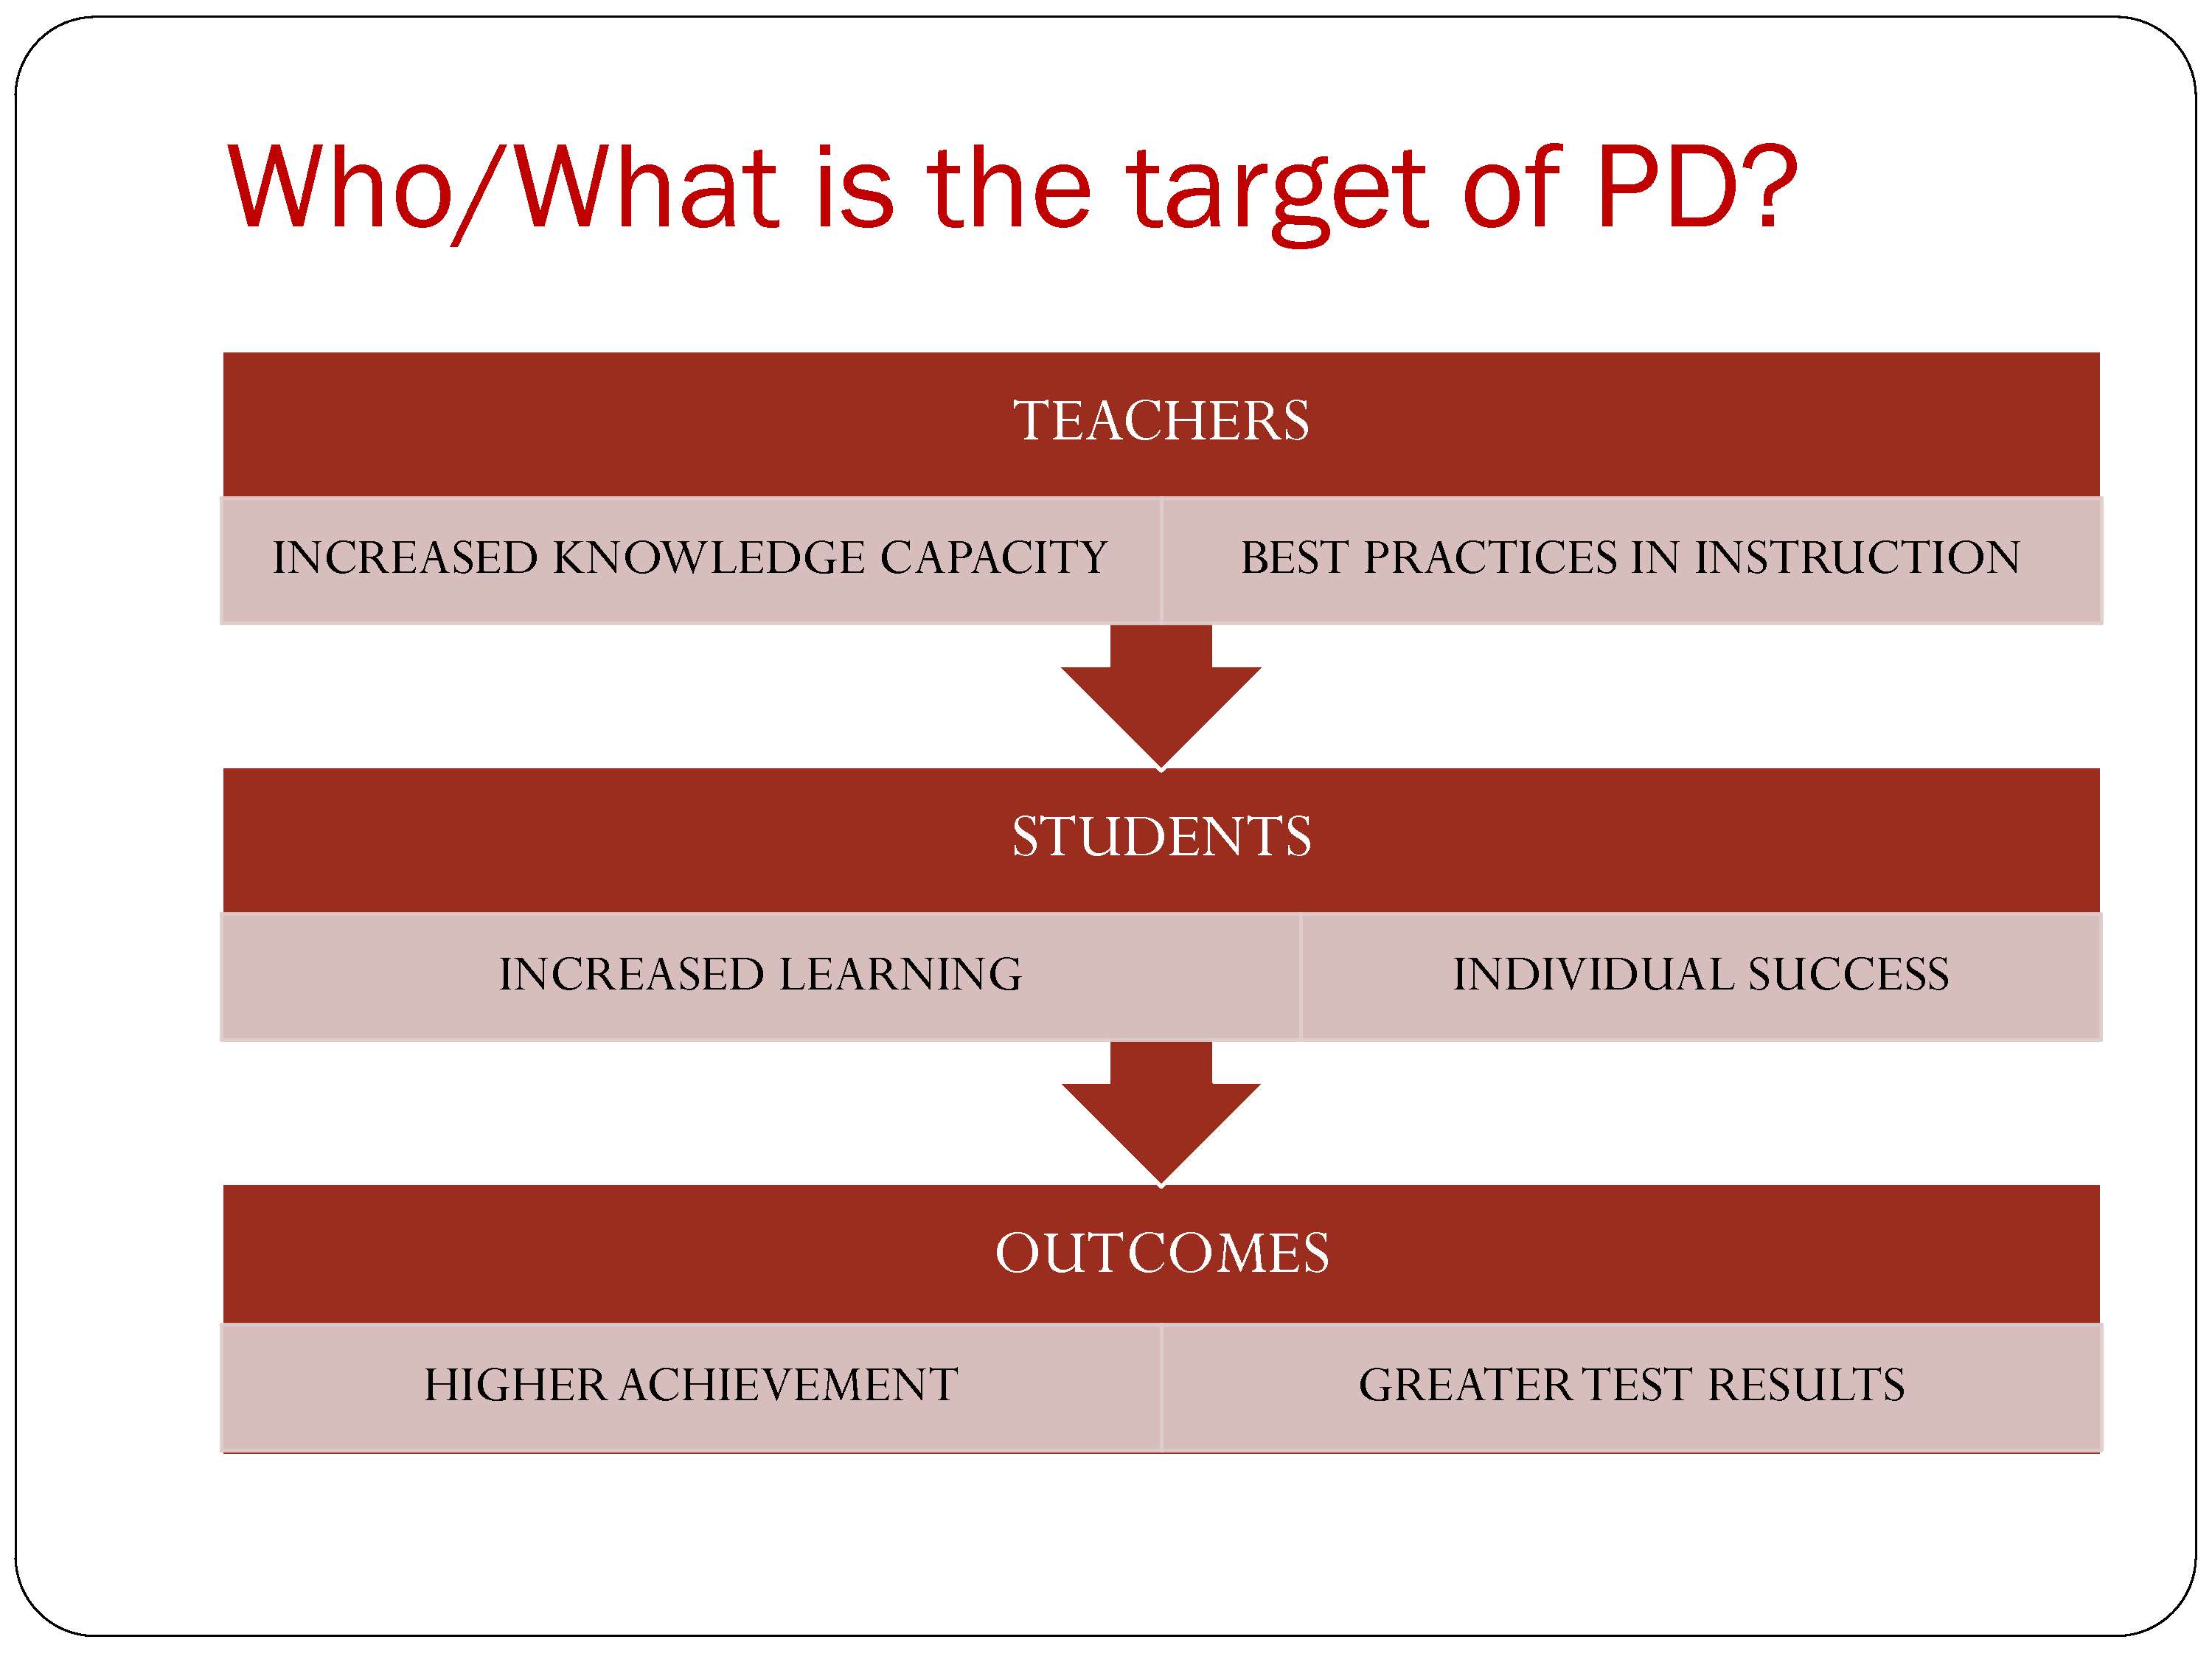 Who/What is the target of PD?
TEACHERS
INCREASED KNOWLEDGE CAPACITY
BEST PRACTICES IN INSTRUCTION
STUDENTS
INCREASED LEARNING
INDIVIDUAL SUCCESS
OUTCOMES
HIGHER ACHIEVEMENT
GREATER TEST RESULTS